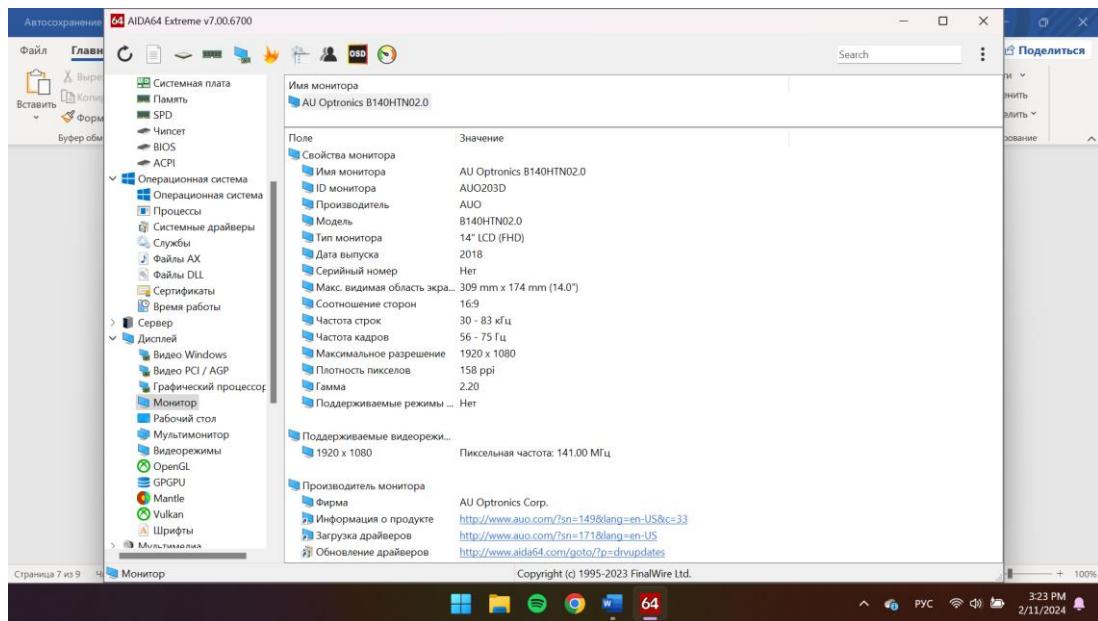 Автосохранение
64 AIDA64 Extreme v7.00.6700
Файл Главн
Поделиться
OSD
Search
Вставить
Буфер обм
Системная плата
Память
SPD
Чипсет
BIOS
ACPI
Операционная система
Операционная система
Процессы
Системные драйверы
Службы
Файлы AX
Файлы DLL
Сертификаты
Время работы
Сервер
Дисплей
Видео Windows
Видео PCI / AGP
Графический процессор
Монитор
Рабочий стол
Мультимонитор
Видеорежимы
OpenGL
GPGPU
Mantle
Vulkan
Шрифты
Мультимедиа
Имя монитора
AU Optronics B140HTN02.0
Поле Значение
Свойства монитора
Имя монитора AU Optronics B140HTN02.0
ID монитора AUO203D
Производитель AUO
Модель B140HTN02.0
Тип монитора 14" LCD (FHD)
Дата выпуска 2018
Серийный номер Нет
Макс. видимая область экра... 309 mm x 174 mm (14.0")
Соотношение сторон 16:9
Частота строк 30 - 83 кГц
Частота кадров 56 - 75 Гц
Максимальное разрешение 1920 x 1080
Плотность пикселов 158 ppi
Гамма 2.20
Поддерживаемые режимы ... Нет
Поддерживаемые видеорежи...
1920 x 1080 Пиксельная частота: 141.00 МГц
Производитель монитора
Фирма AU Optronics Corp.
Информация о продукте http://www.auo.com/?sn=149&lang=en-US&c=33
Загрузка драйверов http://www.auo.com/?sn=171&lang=en-US
Обновление драйверов http://www.aida64.com/goto/?p=drvupdates
Страница 7 из 9
Монитор Copyright (c) 1995-2023 FinalWire Ltd.
100%
64
РУС
3:23 PM
2/11/2024